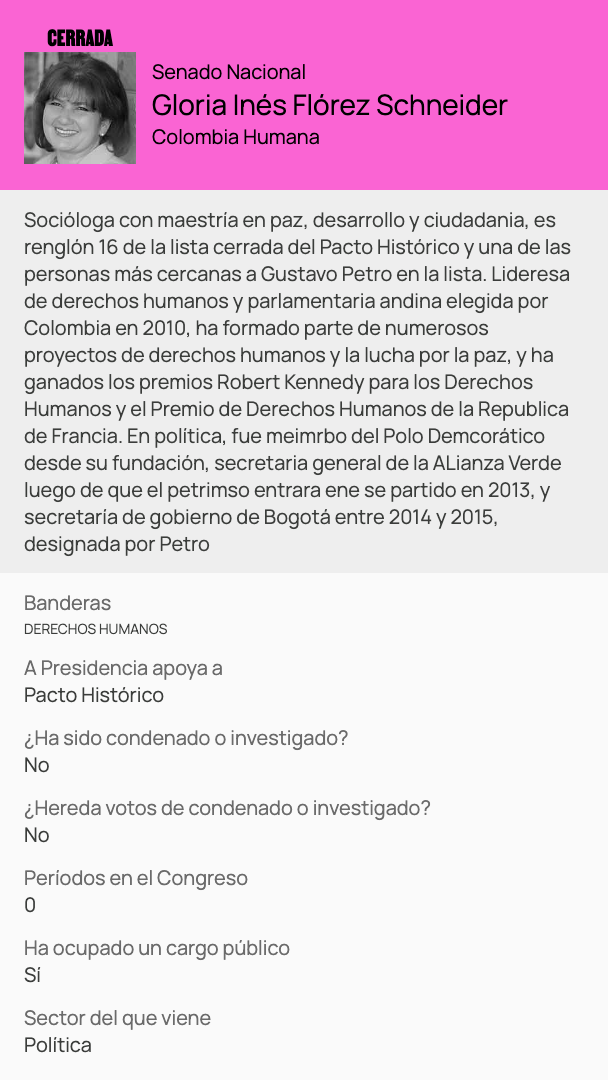 CERRADA
Senado Nacional
Gloria Inés Flórez Schneider
Colombia Humana
Socióloga con maestría en paz, desarrollo y ciudadania, es
renglón 16 de la lista cerrada del Pacto Histórico y una de las
personas más cercanas a Gustavo Petro en la lista. Lideresa
de derechos humanos y parlamentaria andina elegida por
Colombia en 2010, ha formado parte de numerosos
proyectos de derechos humanos y la lucha por la paz, y ha
ganados los premios Robert Kennedy para los Derechos
Humanos y el Premio de Derechos Humanos de la Republica
de Francia. En política, fue meimrbo del Polo Demcorático
desde su fundación, secretaria general de la ALianza Verde
luego de que el petrimso entrara ene se partido en 2013, y
secretaría de gobierno de Bogotá entre 2014 y 2015,
designada por Petro
Banderas
DERECHOS HUMANOS
A Presidencia apoya a
Pacto Histórico
¿Ha sido condenado o investigado?
No
¿Hereda votos de condenado o investigado?
No
Períodos en el Congreso
0
Ha ocupado un cargo público
Sí
Sector del que viene
Política